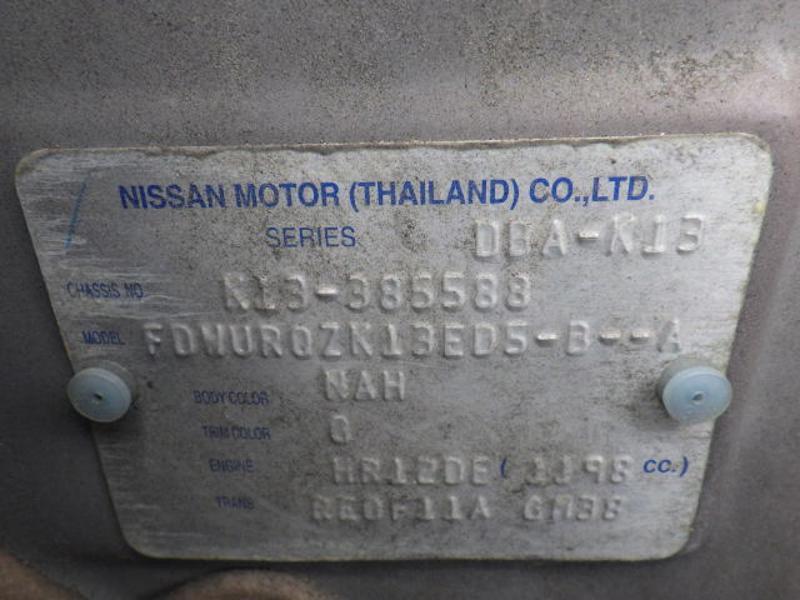 NISSAN MOTOR (THAILAND) CO.,LTD.
SERIES DBA-K13
CHASSIS NO K13-385588
MODEL FDWURQZK13ED5-B--A
BODY COLOR NAH
TRIM COLOR G
ENGINE HR12DE ( 1198 CC.)
TRANS RE0F11A GM38